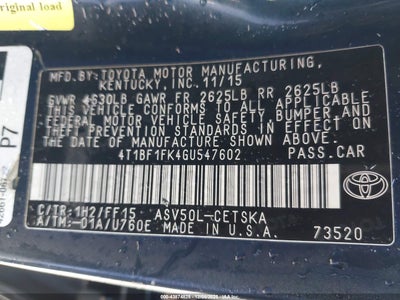 original load
P7
MFD. BY: TOYOTA MOTOR MANUFACTURING,
KENTUCKY, INC. 11/15
GVWR 4630LB GAWR FR 2625LB RR 2625LB
THIS VEHICLE CONFORMS TO ALL APPLICABLE
FEDERAL MOTOR VEHICLE SAFETY, BUMPER, AND
THEFT PREVENTION STANDARDS IN EFFECT ON
THE DATE OF MANUFACTURE SHOWN ABOVE.
4T1BF1FK4GU547602 PASS.CAR
C/TR:1H2/FF15 ASV50L-CETSKA
A/TM:-01A/U760E MADE IN U.S.A. 73520
TOYOTA